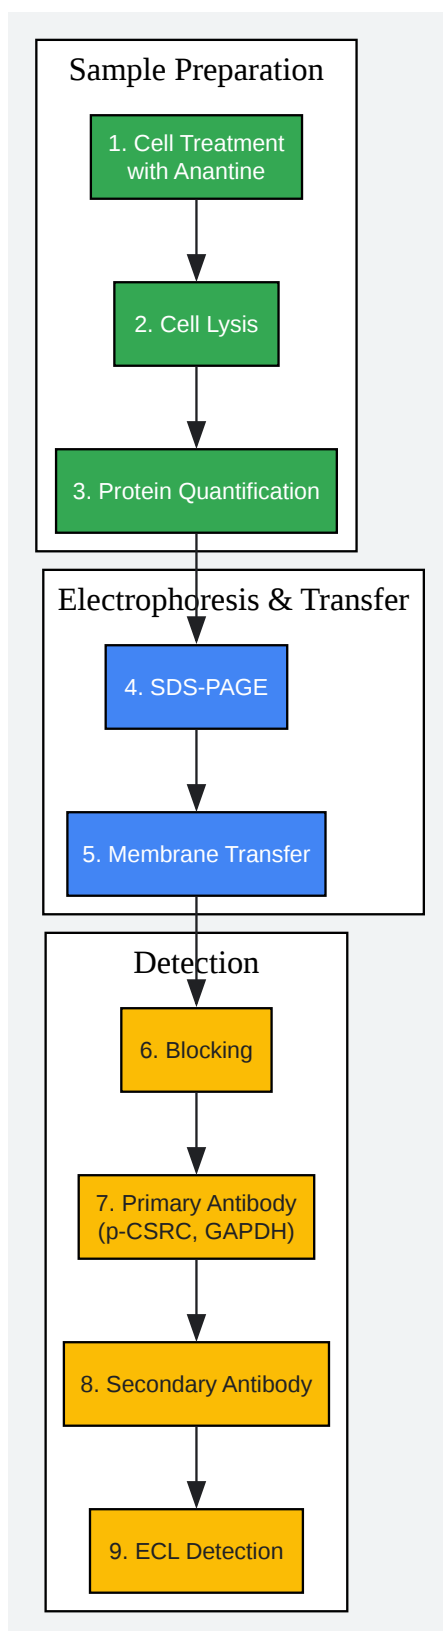 Sample Preparation
1. Cell Treatment
with Anantine
2. Cell Lysis
3. Protein Quantification
Electrophoresis & Transfer
4. SDS-PAGE
5. Membrane Transfer
Detection
6. Blocking
7. Primary Antibody
(p-CSRC, GAPDH)
8. Secondary Antibody
9. ECL Detection